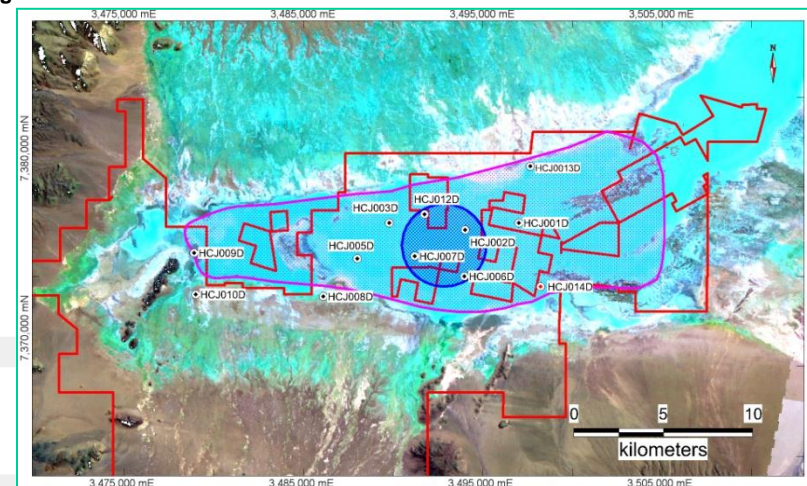 3,475,000 mE 3,485,000 mE 3,495,000 mE 3,505,000 mE
N
7,380,000 mN
HCJ0013D
HCJ012D
HCJ003D
HCJ001D
HCJ002D
HCJ009D
HCJ005D
HCJ007D
HCJ006D
HCJ014D
HCJ010D
HCJ008D
7,370,000 mN
0 5 10
kilometers
3,475,000 mE 3,485,000 mE 3,495,000 mE 3,505,000 mE